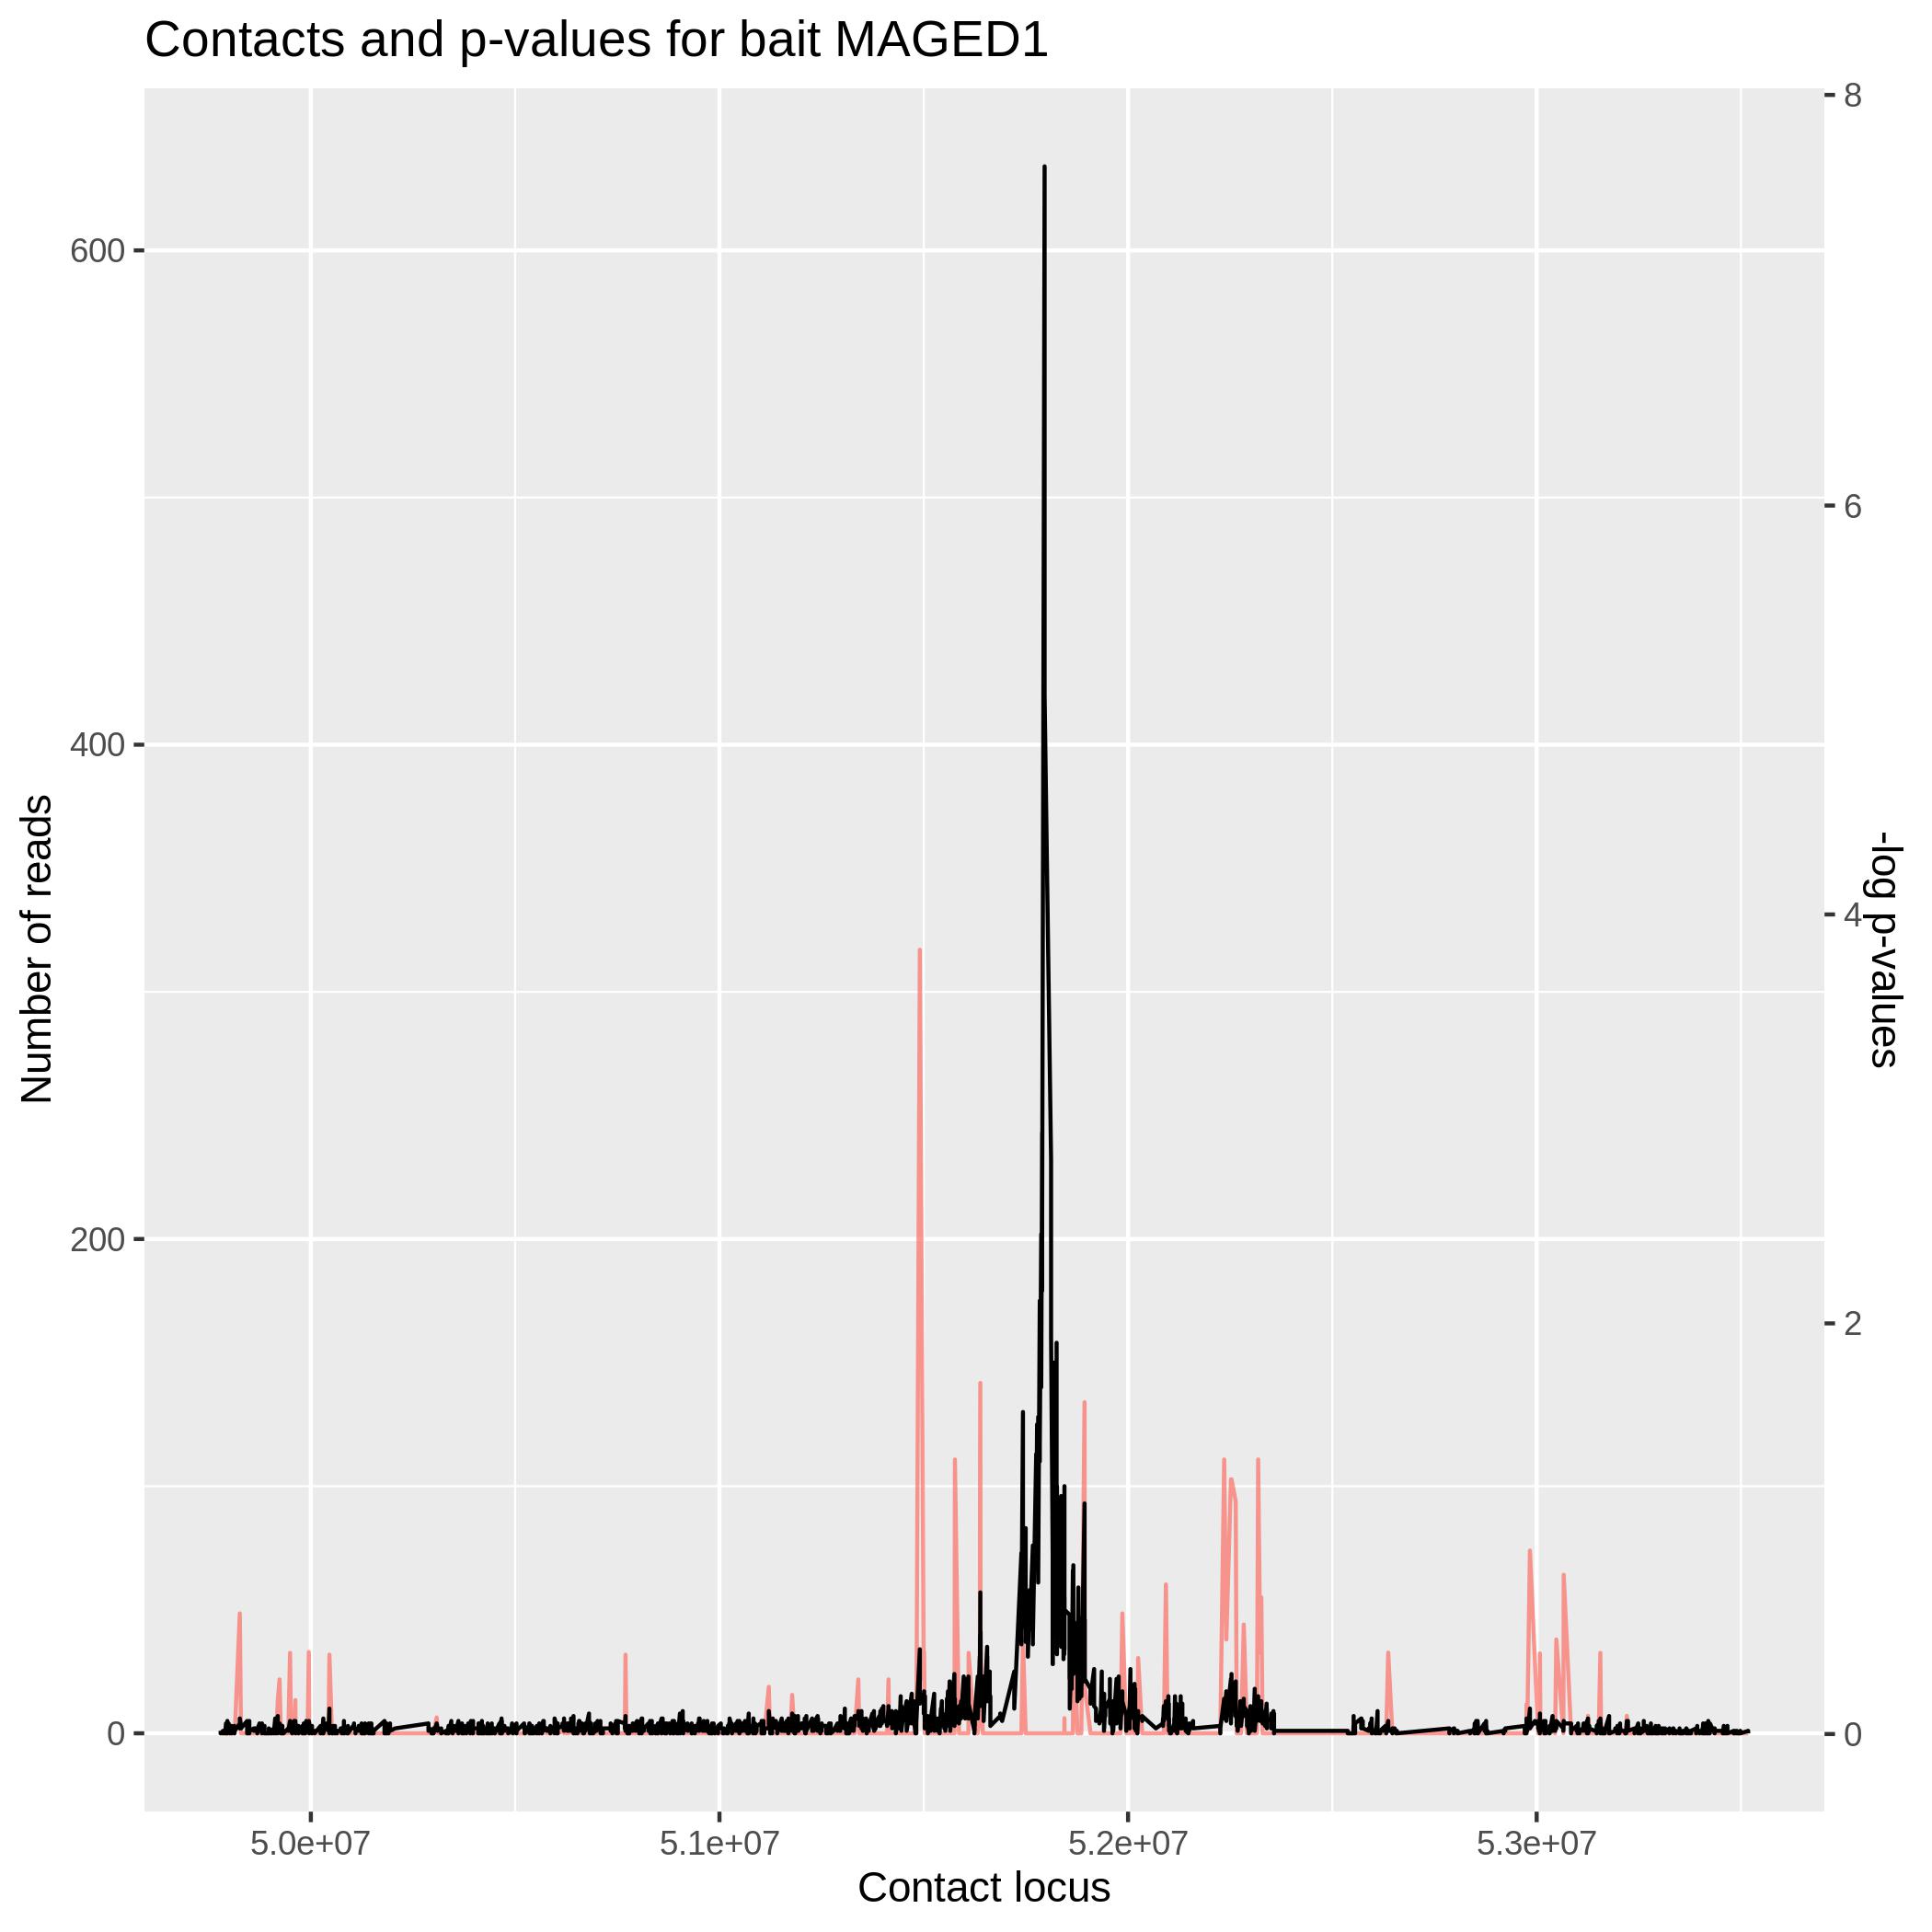 Contacts and p-values for bait MAGED1
8
600
6
400
4
200
2
0
0
Number of reads
-log p-values
5.0e+07
5.1e+07
5.2e+07
5.3e+07
Contact locus